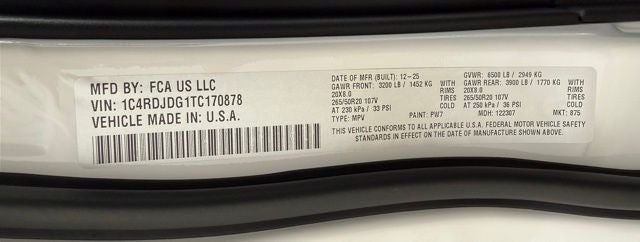 MFD BY: FCA US LLC
VIN: 1C4RDJDG1TC170878
VEHICLE MADE IN: U.S.A.
DATE OF MFR (BUILT): 12-25 GVWR: 6500 LB / 2949 KG
GAWR FRONT: 3200 LB / 1452 KG GAWR REAR: 3900 LB / 1770 KG
20X8.0 RIMS 20X8.0 RIMS
265/50R20 107V TIRES 265/50R20 107V TIRES
AT 230 kPa / 33 PSI COLD AT 250 kPa / 36 PSI COLD
TYPE: MPV PAINT: PW7 MDH: 122307 MKT: 875
THIS VEHICLE CONFORMS TO ALL APPLICABLE U.S.A. FEDERAL MOTOR VEHICLE SAFETY
STANDARDS IN EFFECT ON THE DATE OF MANUFACTURE SHOWN ABOVE.